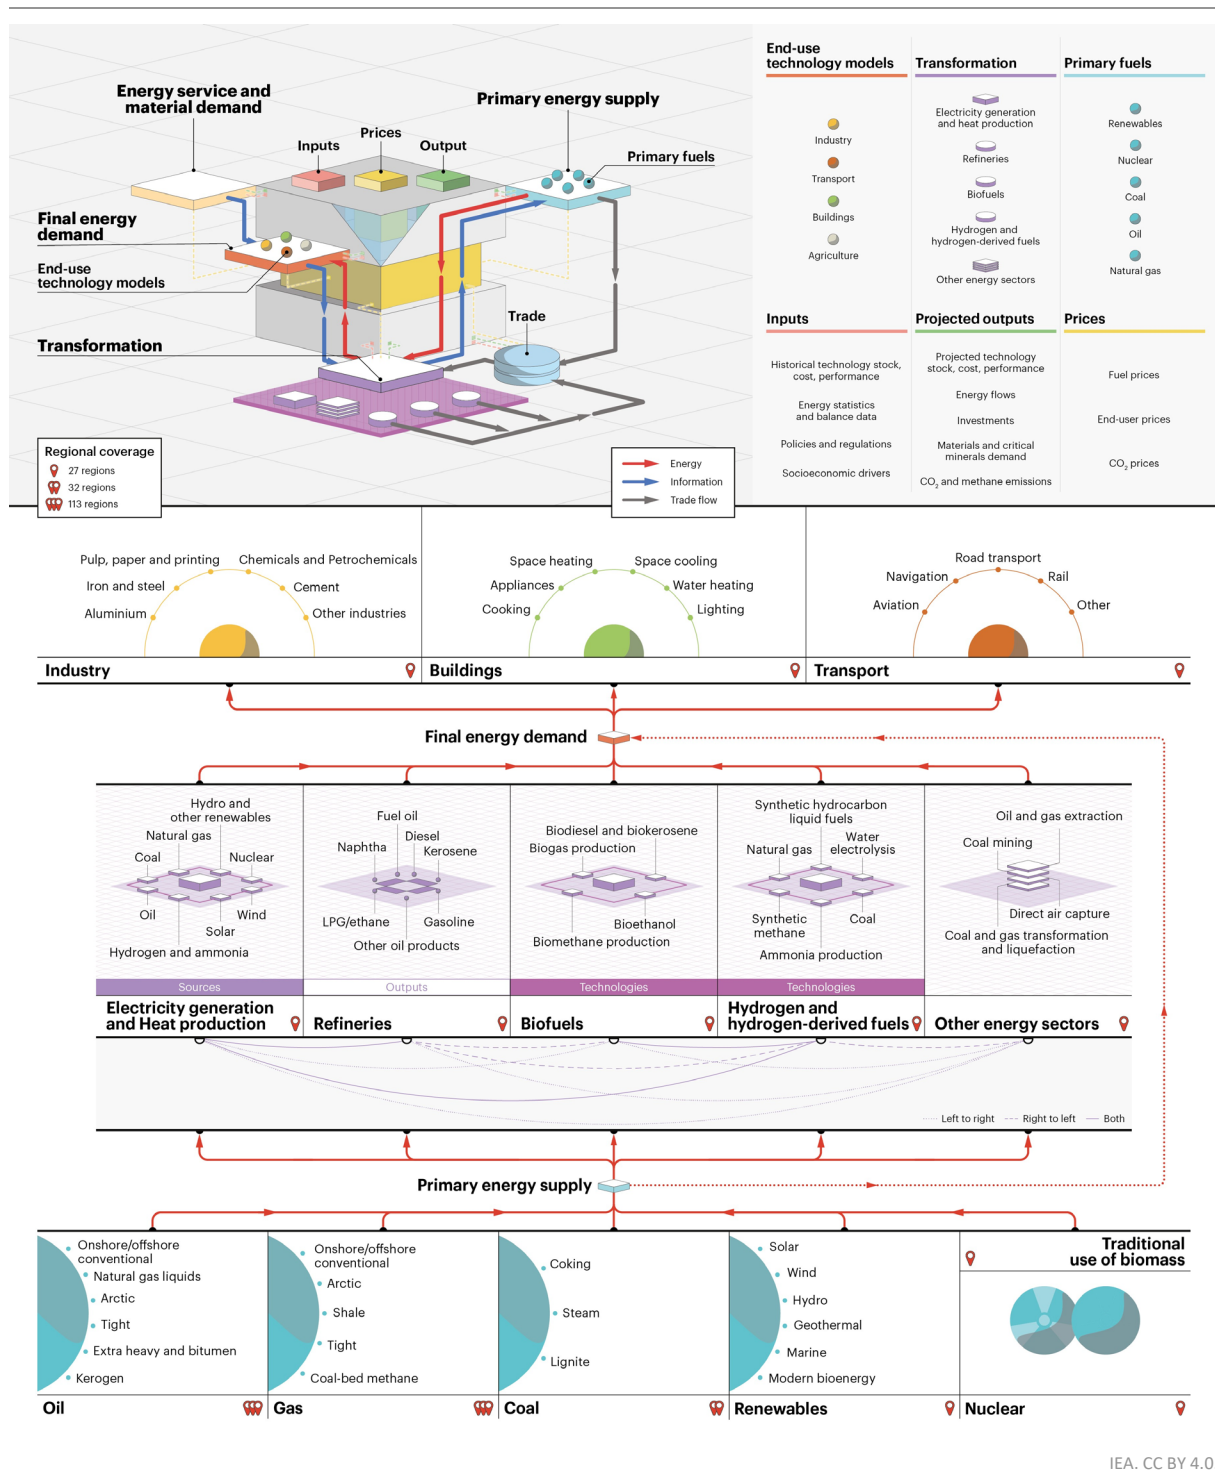 Energy service and
material demand
Primary energy supply
Inputs
Prices
Output
Primary fuels
Final energy
demand
End-use
technology models
Transformation
Trade
Regional coverage
27 regions
32 regions
113 regions
Energy
Information
Trade flow
End-use
technology models
Industry
Transport
Buildings
Agriculture
Transformation
Electricity generation
and heat production
Refineries
Biofuels
Hydrogen and
hydrogen-derived fuels
Other energy sectors
Primary fuels
Renewables
Nuclear
Coal
Oil
Natural gas
Inputs
Historical technology stock,
cost, performance
Energy statistics
and balance data
Policies and regulations
Socioeconomic drivers
Projected outputs
Projected technology
stock, cost, performance
Energy flows
Investments
Materials and critical
minerals demand
CO2 and methane emissions
Prices
Fuel prices
End-user prices
CO2 prices
Pulp, paper and printing
Chemicals and Petrochemicals
Iron and steel
Cement
Aluminium
Other industries
Industry
Space heating
Space cooling
Appliances
Water heating
Cooking
Lighting
Buildings
Road transport
Navigation
Rail
Aviation
Other
Transport
Final energy demand
Hydro and
other renewables
Natural gas
Coal
Nuclear
Oil
Wind
Solar
Hydrogen and ammonia
Sources
Electricity generation
and Heat production
Fuel oil
Diesel
Naphtha
Kerosene
LPG/ethane
Gasoline
Other oil products
Outputs
Refineries
Biodiesel and biokerosene
Biogas production
Bioethanol
Biomethane production
Technologies
Biofuels
Synthetic hydrocarbon
liquid fuels
Natural gas
Water
electrolysis
Synthetic
methane
Coal
Ammonia production
Technologies
Hydrogen and
hydrogen-derived fuels
Oil and gas extraction
Coal mining
Direct air capture
Coal and gas transformation
and liquefaction
Other energy sectors
Left to right
Right to left
Both
Primary energy supply
Onshore/offshore
conventional
Natural gas liquids
Arctic
Tight
Extra heavy and bitumen
Kerogen
Oil
Onshore/offshore
conventional
Arctic
Shale
Tight
Coal-bed methane
Gas
Coking
Steam
Lignite
Coal
Solar
Wind
Hydro
Geothermal
Marine
Modern bioenergy
Renewables
Traditional
use of biomass
Nuclear
IEA. CC BY 4.0